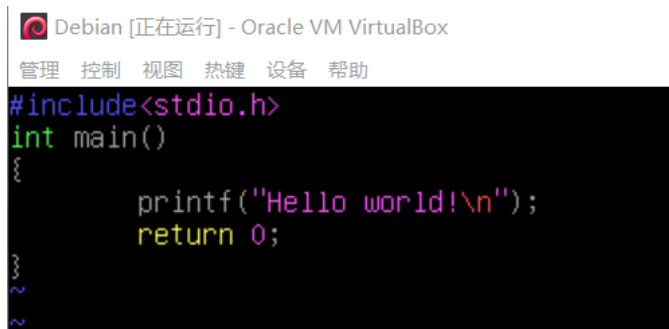 Debian [正在运行] - Oracle VM VirtualBox
管理 控制 视图 热键 设备 帮助
#include<stdio.h>
int main()
{
        printf("Hello world!\n");
        return 0;
}
~
~